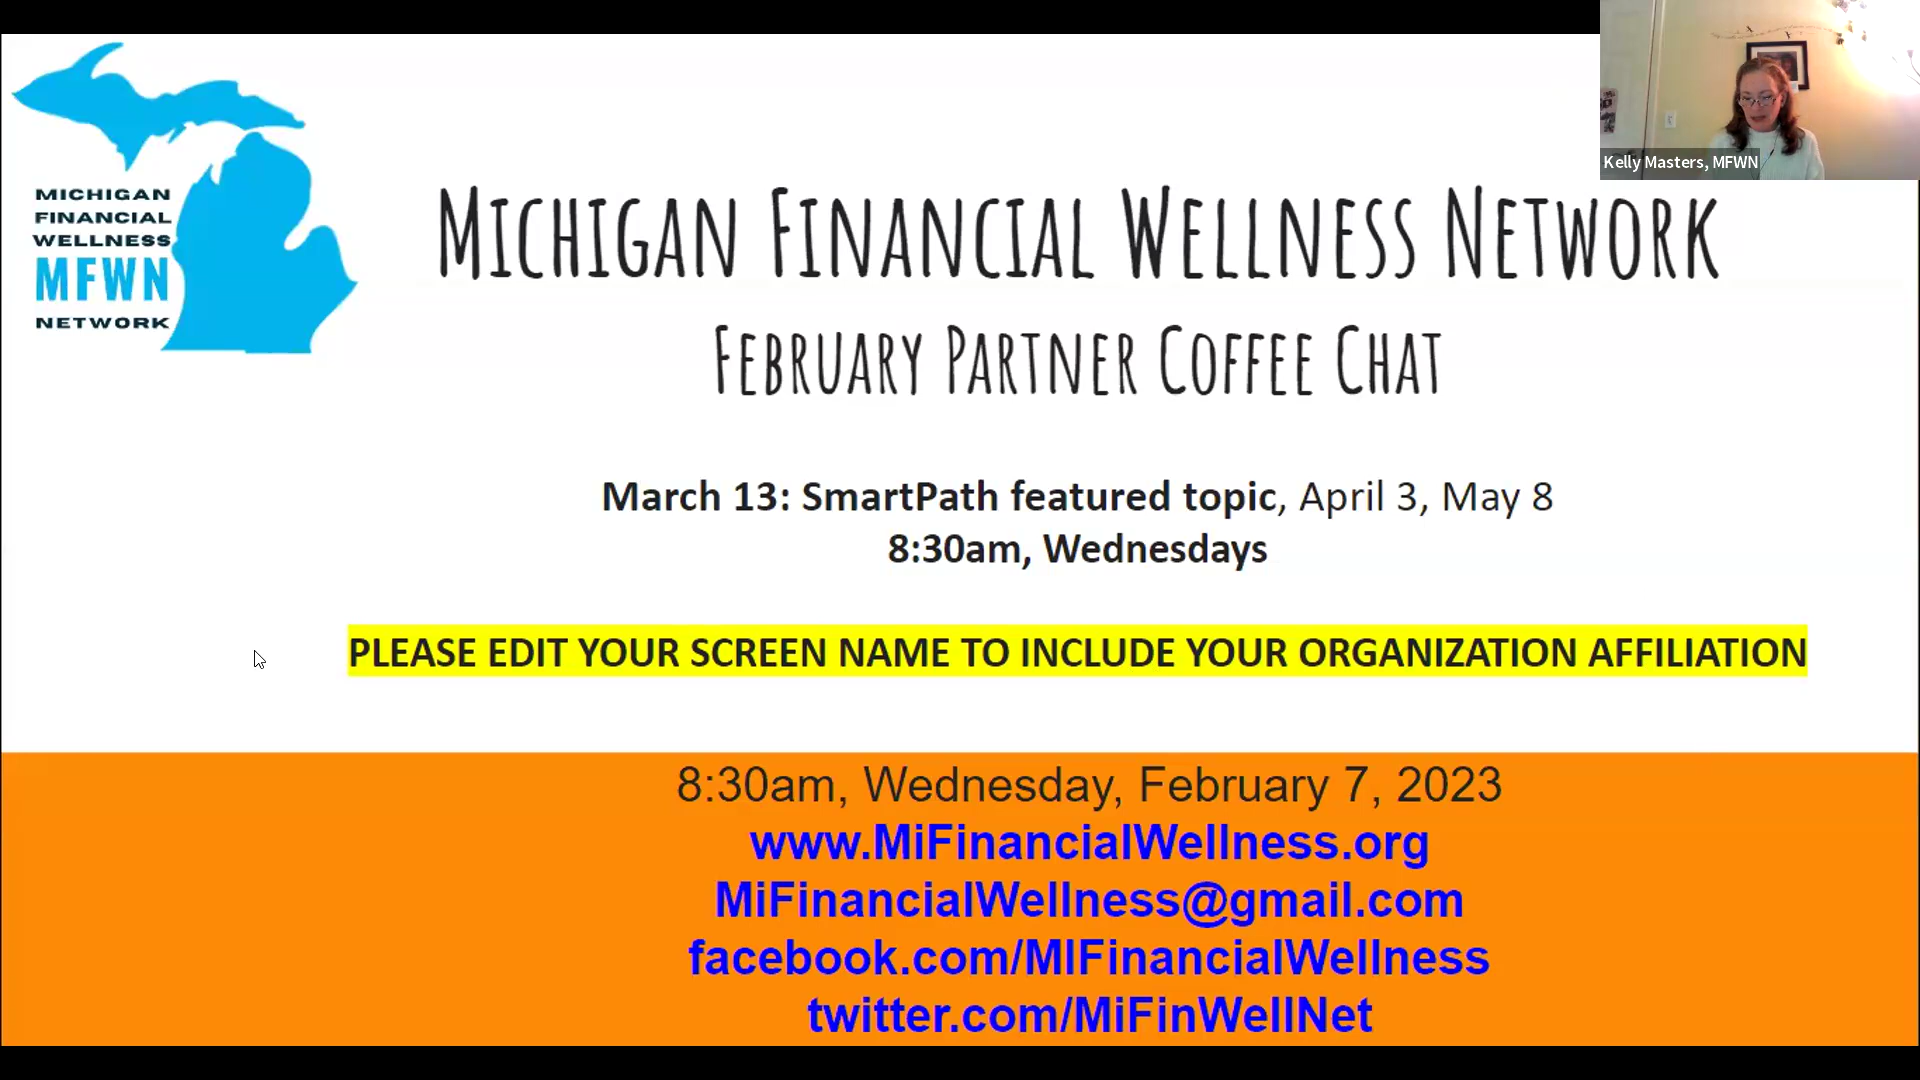 MICHIGAN
FINANCIAL
WELLNESS
MFWN
NETWORK
Kelly Masters, MFWN
MICHIGAN FINANCIAL WELLNESS NETWORK
FEBRUARY PARTNER COFFEE CHAT
March 13: SmartPath featured topic, April 3, May 8
8:30am, Wednesdays
PLEASE EDIT YOUR SCREEN NAME TO INCLUDE YOUR ORGANIZATION AFFILIATION
8:30am, Wednesday, February 7, 2023
www.MiFinancialWellness.org
MiFinancialWellness@gmail.com
facebook.com/MIFinancialWellness
twitter.com/MiFinWellNet